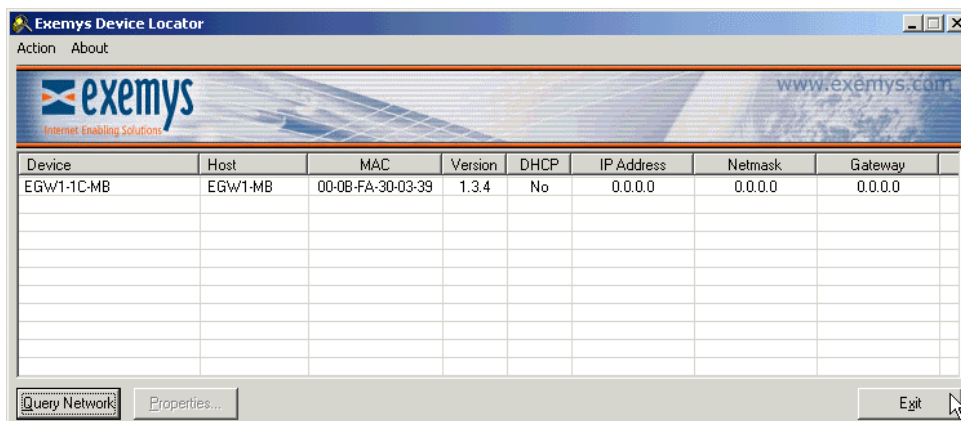 Exemys Device Locator
Action About
exemys
Internet Enabling Solutions
www.exemys.com
Device Host MAC Version DHCP IP Address Netmask Gateway
EGW1-1C-MB EGW1-MB 00-0B-FA-30-03-39 1.3.4 No 0.0.0.0 0.0.0.0 0.0.0.0
Query Network Properties... Exit